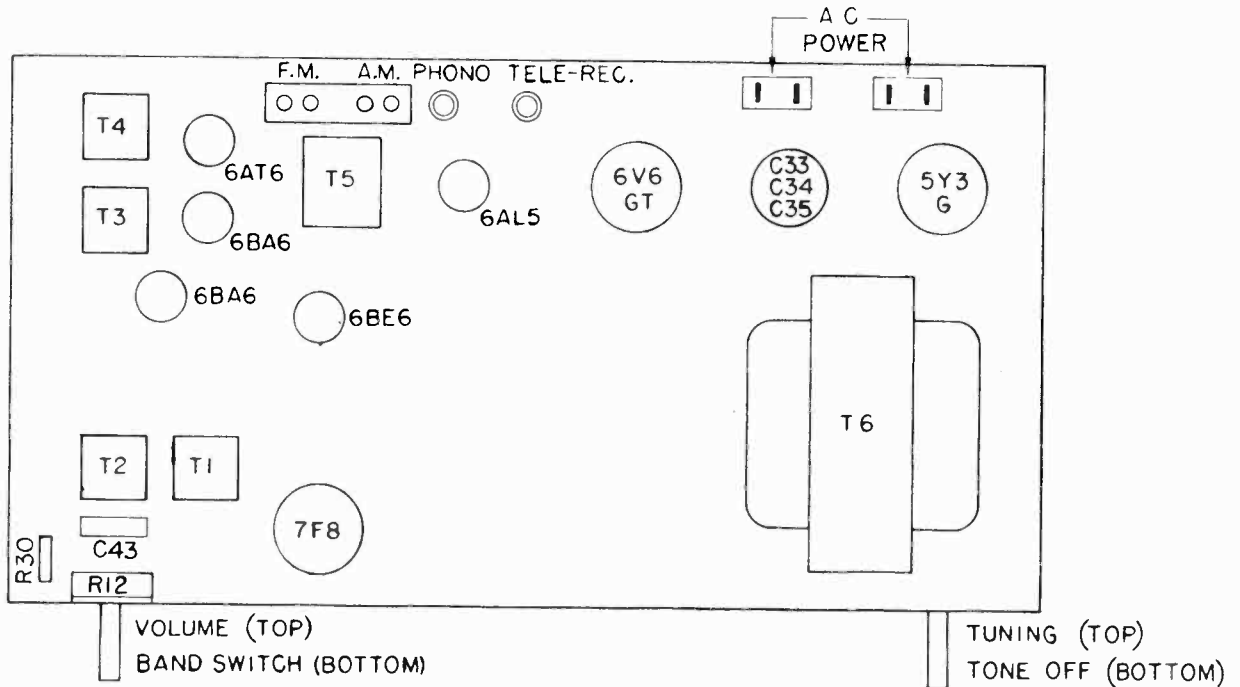 A C
POWER
F.M.
A.M.
PHONO
TELE-REC.
T4
6AT6
T5
6AL5
6V6
GT
C33
C34
C35
5Y3
G
T3
6BA6
6BA6
6BE6
T6
T2
T1
7F8
C43
R30
R12
VOLUME (TOP)
BAND SWITCH (BOTTOM)
TUNING (TOP)
TONE OFF (BOTTOM)